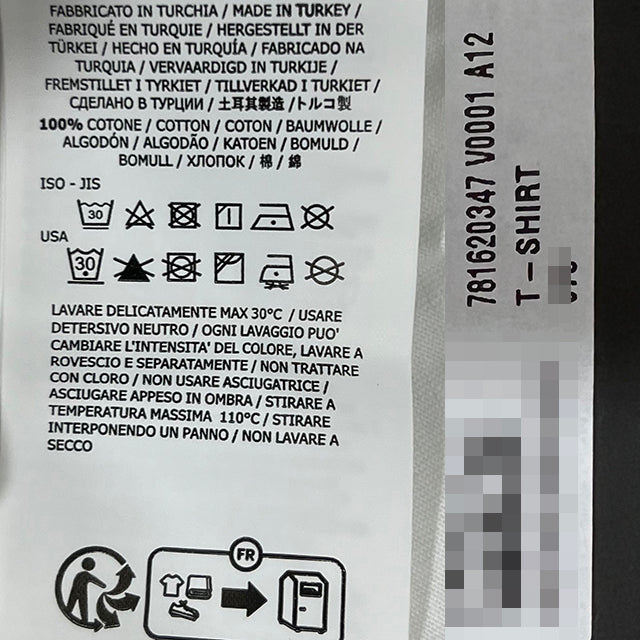 FABBRICATO IN TURCHIA / MADE IN TURKEY /
FABRIQUÉ EN TURQUIE / HERGESTELLT IN DER
TÜRKEI / HECHO EN TURQUÍA / FABRICADO NA
TURQUIA / VERVAARDIGD IN TURKIJE /
FREMSTILLET I TYRKIET / TILLVERKAD I TURKIET /
СДЕЛАНО В ТУРЦИИ / 土耳其製造 /トルコ製
100% COTONE / COTTON / COTON / BAUMWOLLE /
ALGODÓN / ALGODÃO / KATOEN / BOMULD /
BOMULL / ХЛОПОК / 棉 / 綿
ISO - JIS
30
USA
30
LAVARE DELICATAMENTE MAX 30°C / USARE
DETERSIVO NEUTRO / OGNI LAVAGGIO PUO'
CAMBIARE L'INTENSITA' DEL COLORE, LAVARE A
ROVESCIO E SEPARATAMENTE / NON TRATTARE
CON CLORO / NON USARE ASCIUGATRICE /
ASCIUGARE APPESO IN OMBRA / STIRARE A
TEMPERATURA MASSIMA 110°C / STIRARE
INTERPONENDO UN PANNO / NON LAVARE A
SECCO
FR
781620347 V0001 A12
T-SHIRT